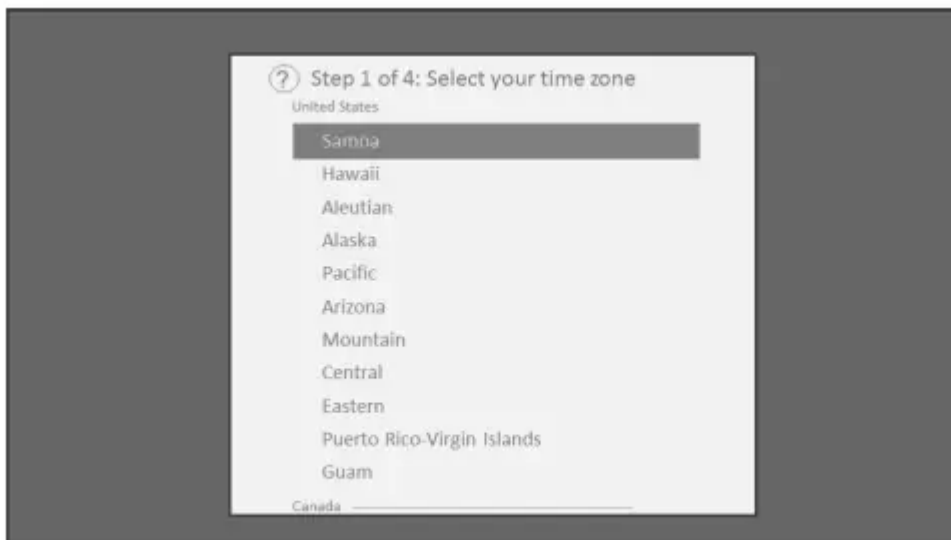 ? Step 1 of 4: Select your time zone
United States
Samoa
Hawaii
Aleutian
Alaska
Pacific
Arizona
Mountain
Central
Eastern
Puerto Rico-Virgin Islands
Guam
Canada